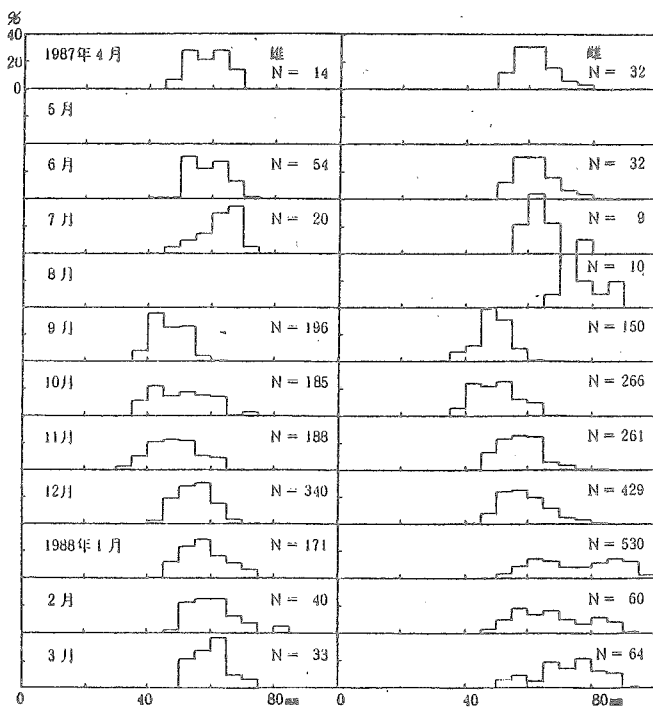 %
40
20
0
1987年4月 雄 雌
N = 14 N = 32
5月
6月 N = 54 N = 32
7月 N = 20 N = 9
8月 N = 10
9月 N = 196 N = 150
10月 N = 185 N = 266
11月 N = 188 N = 261
12月 N = 340 N = 429
1988年1月 N = 171 N = 530
2月 N = 40 N = 60
3月 N = 33 N = 64
0 40 80mm 0 40 80mm